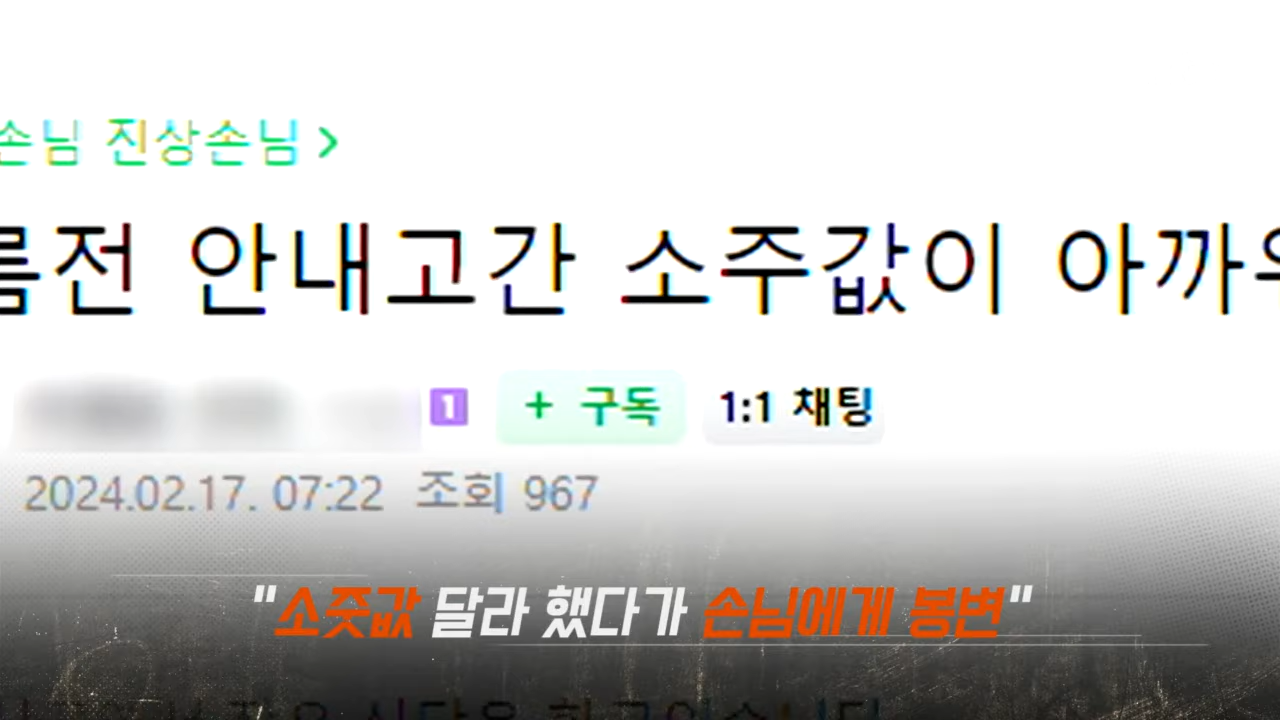 손님 진상손님 >
름전 안내고간 소주값이 아까우
1
+ 구독 1:1 채팅
2024.02.17. 07:22 조회 967
"소줏값 달라 했다가 손님에게 봉변"